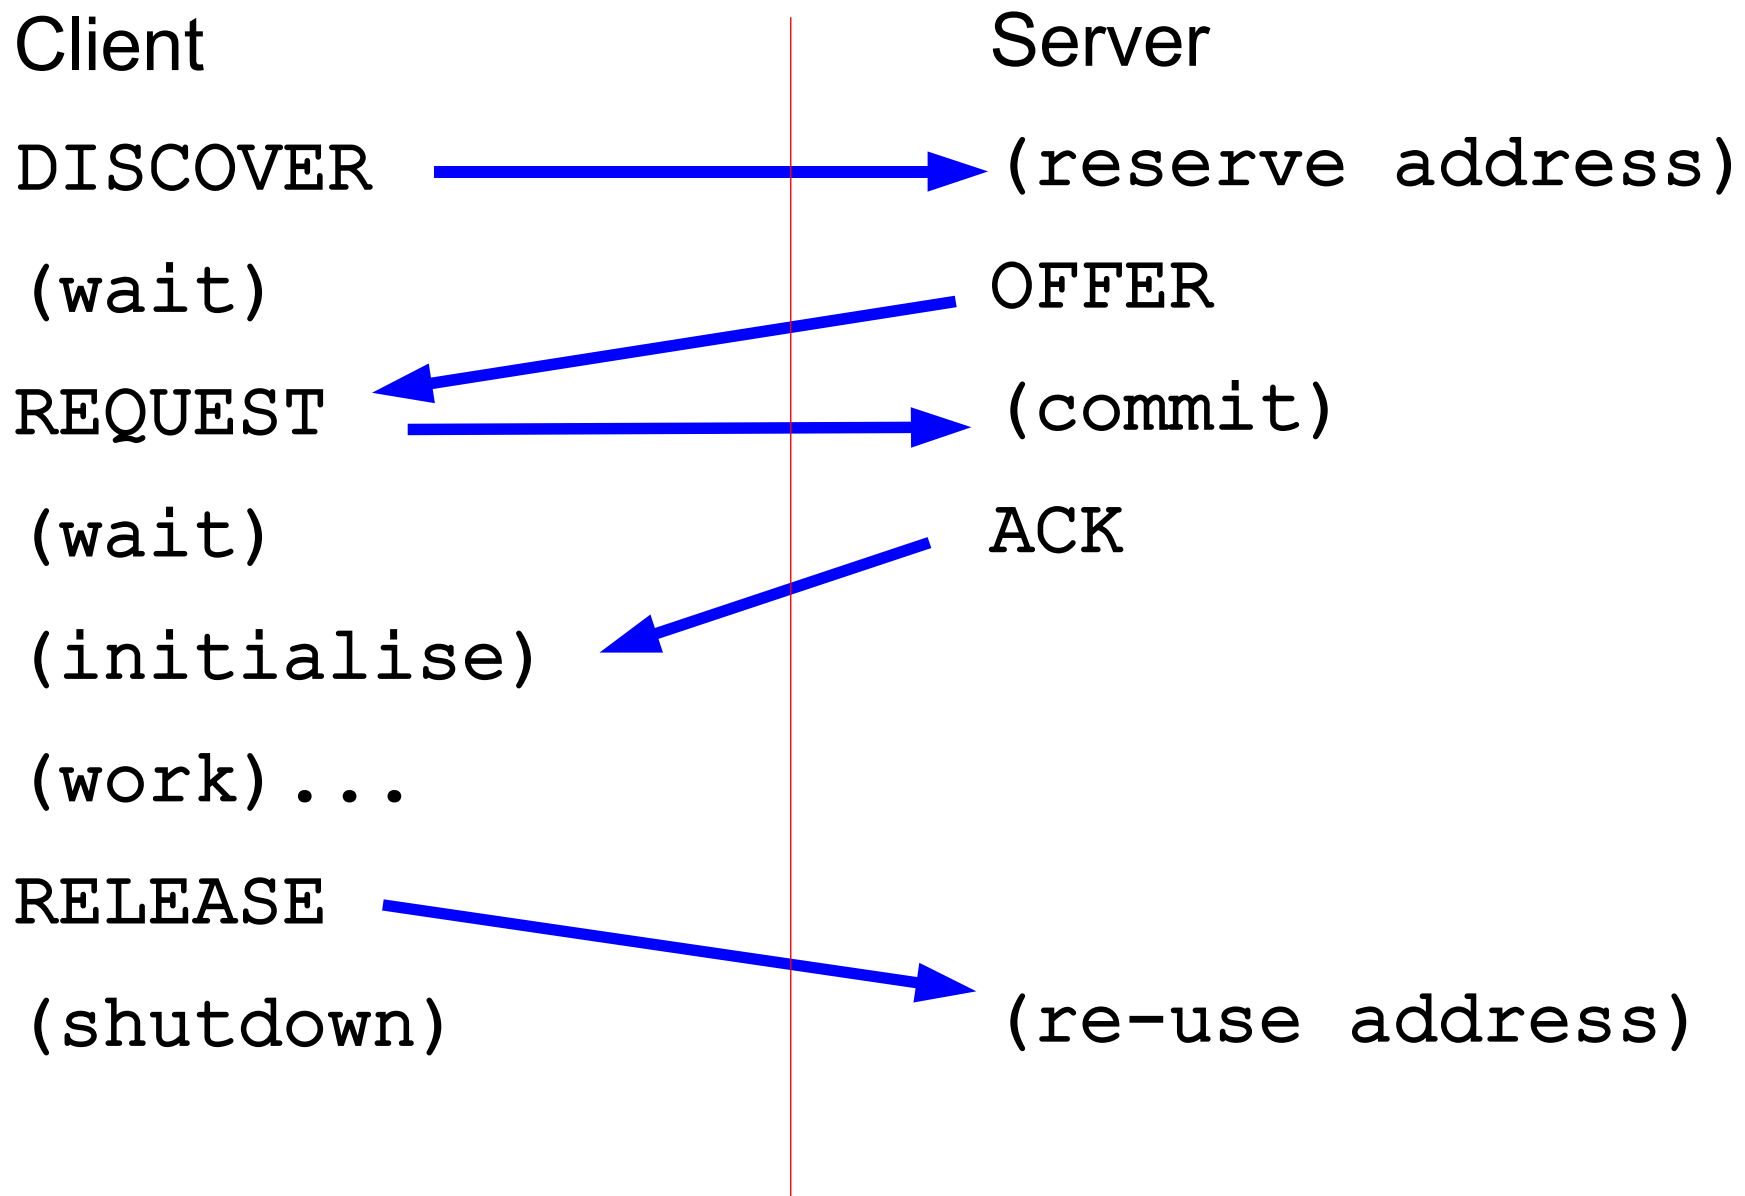 Client
DISCOVER
(wait)
REQUEST
(wait)
(initialise)
(work)...
RELEASE
(shutdown)
Server
(reserve address)
OFFER
(commit)
ACK
(re-use address)